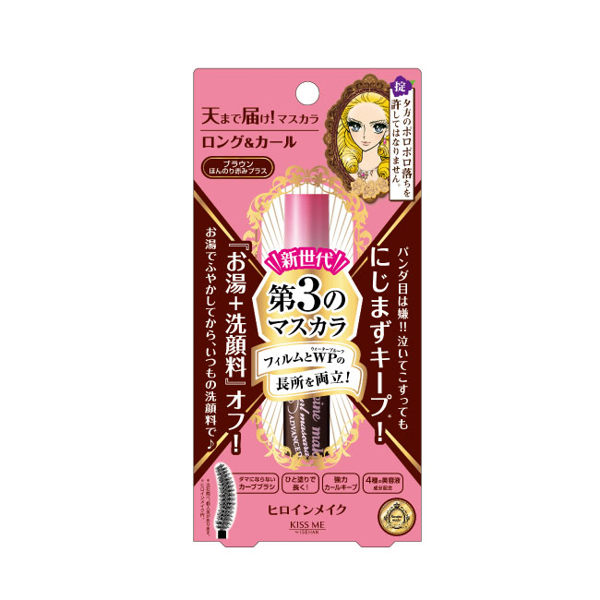 天まで届け!マスカラ
ロング&カール
ブラウン
ほんのり赤みプラス
掟
夕方のポロポロ落ちを
許してはなりません。
パンダ目は嫌!!泣いてこすっても
にじまずキープ。
新世代
第3の
マスカラ
ウォータープルーフ
フィルムとWPの
長所を両立!
『お湯+洗顔料』オフ!
お湯でふやかしてから、いつもの洗顔料で♪
ine mak
mascara
ADVANCED
ダマにならない
カーブブラシ
ひと塗りで
長く!
強力
カールキープ
4種の美容液
成分配合
ヒロインメイク
KISS ME
by ISEHAN